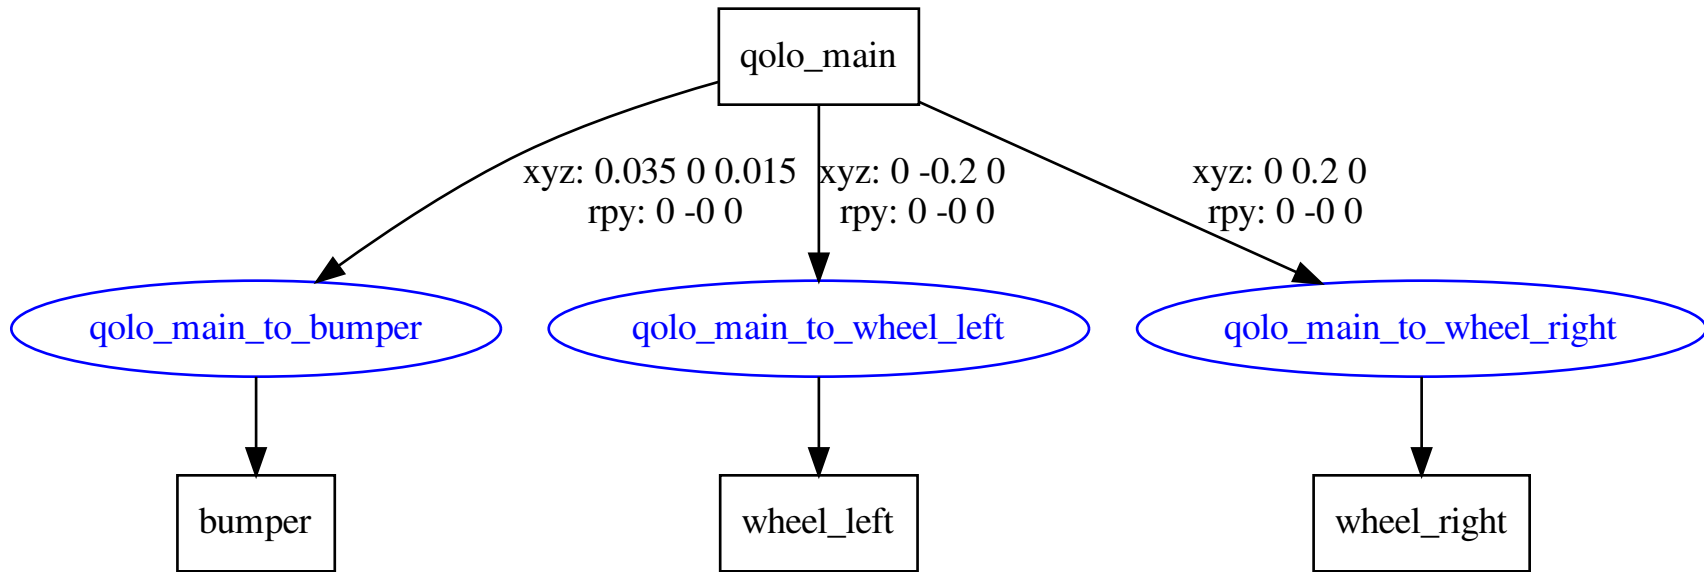 qolo_main
xyz: 0.035 0 0.015
rpy: 0 -0 0
xyz: 0 -0.2 0
rpy: 0 -0 0
xyz: 0 0.2 0
rpy: 0 -0 0
qolo_main_to_bumper
qolo_main_to_wheel_left
qolo_main_to_wheel_right
bumper
wheel_left
wheel_right